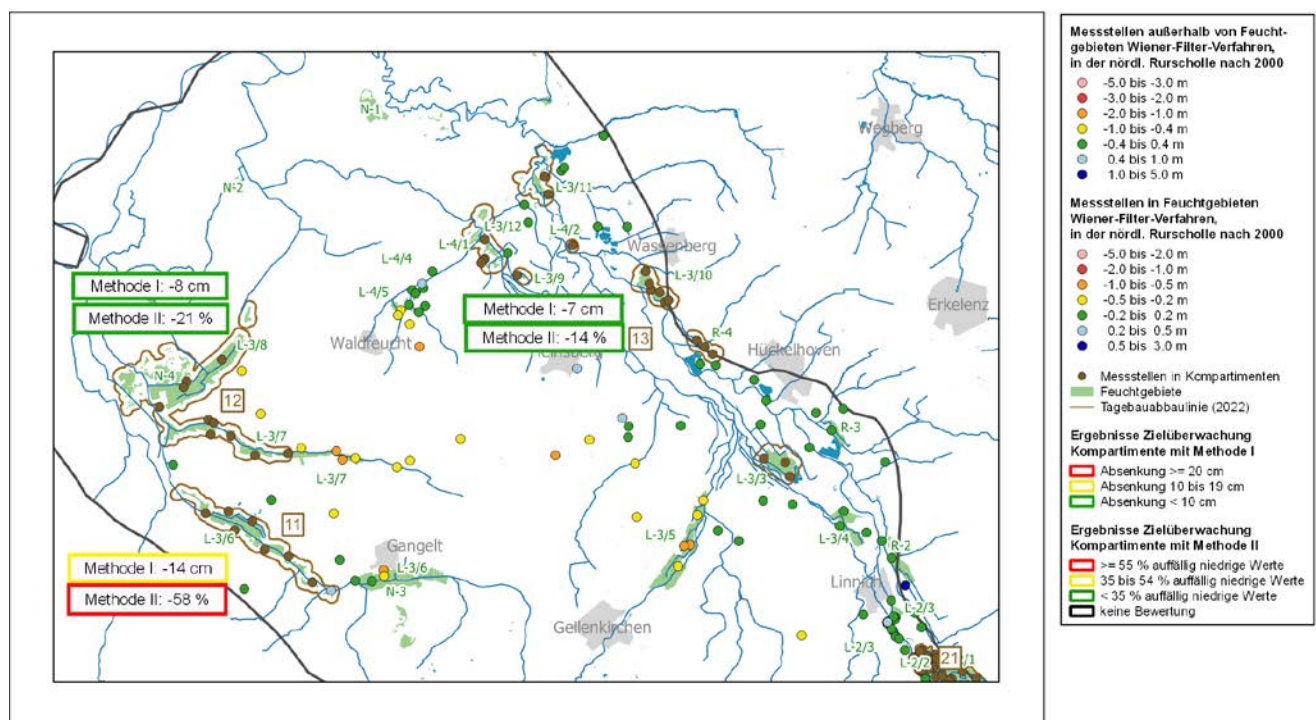 N-1
Wegberg
N-2
L-3/11
L-3/12
L-4/2
L-4/1
Wassenberg
L-4/4
L-3/9
L-3/10
Methode I: -8 cm
Methode II: -21 %
L-4/5
Methode I: -7 cm
Methode II: -14 %
Erkelenz
Waldfeucht
13
R-4
Hückelhoven
L-3/8
N-4
12
L-3/7
L-3/7
R-3
L-3/3
11
L-3/6
L-3/5
L-3/4
Gangelt
L-3/6
N-3
R-2
Methode I: -14 cm
Methode II: -58 %
Linnich
Geilenkirchen
L-2/3
L-2/3
L-2/2
21
Messstellen außerhalb von Feucht-
gebieten Wiener-Filter-Verfahren,
in der nördl. Rurscholle nach 2000
-5.0 bis -3.0 m
-3.0 bis -2.0 m
-2.0 bis -1.0 m
-1.0 bis -0.4 m
-0.4 bis 0.4 m
0.4 bis 1.0 m
1.0 bis 5.0 m
Messstellen in Feuchtgebieten
Wiener-Filter-Verfahren,
in der nördl. Rurscholle nach 2000
-5.0 bis -2.0 m
-2.0 bis -1.0 m
-1.0 bis -0.5 m
-0.5 bis -0.2 m
-0.2 bis 0.2 m
0.2 bis 0.5 m
0.5 bis 3.0 m
Messstellen in Kompartimenten
Feuchtgebiete
Tagebauabbaulinie (2022)
Ergebnisse Zielüberwachung
Kompartimente mit Methode I
Absenkung >= 20 cm
Absenkung 10 bis 19 cm
Absenkung < 10 cm
Ergebnisse Zielüberwachung
Kompartimente mit Methode II
>= 55 % auffällig niedrige Werte
35 bis 54 % auffällig niedrige Werte
< 35 % auffällig niedrige Werte
keine Bewertung